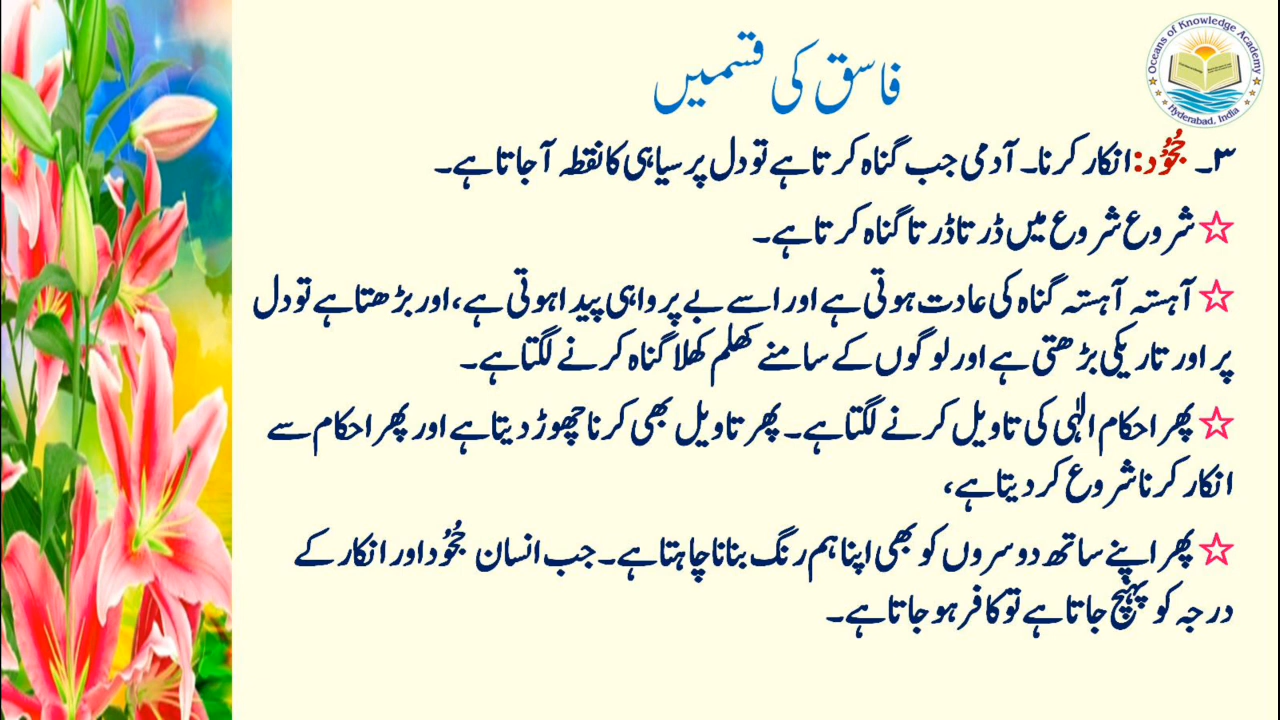 Oceans of Knowledge Academy
Hyderabad, India
فاسق کی قسمیں
۳۔ جُحُوْد: انکار کرنا۔ آدمی جب گناہ کرتا ہے تو دل پر سیاہی کا نقطہ آجاتا ہے۔
☆ شروع شروع میں ڈرتا ڈرتا گناہ کرتا ہے۔
☆ آہستہ آہستہ گناہ کی عادت ہوتی ہے اور اسے بے پرواہی پیدا ہوتی ہے، اور بڑھتا ہے تو دل
پر اور تاریکی بڑھتی ہے اور لوگوں کے سامنے کھلم کھلا گناہ کرنے لگتا ہے۔
☆ پھر احکام الٰہی کی تاویل کرنے لگتا ہے۔ پھر تاویل بھی کرنا چھوڑ دیتا ہے اور پھر احکام سے
انکار کرنا شروع کر دیتا ہے،
☆ پھر اپنے ساتھ دوسروں کو بھی اپنا ہم رنگ بنانا چاہتا ہے۔ جب انسان جُحُوْد اور انکار کے
درجہ کو پہنچ جاتا ہے تو کافر ہو جاتا ہے۔